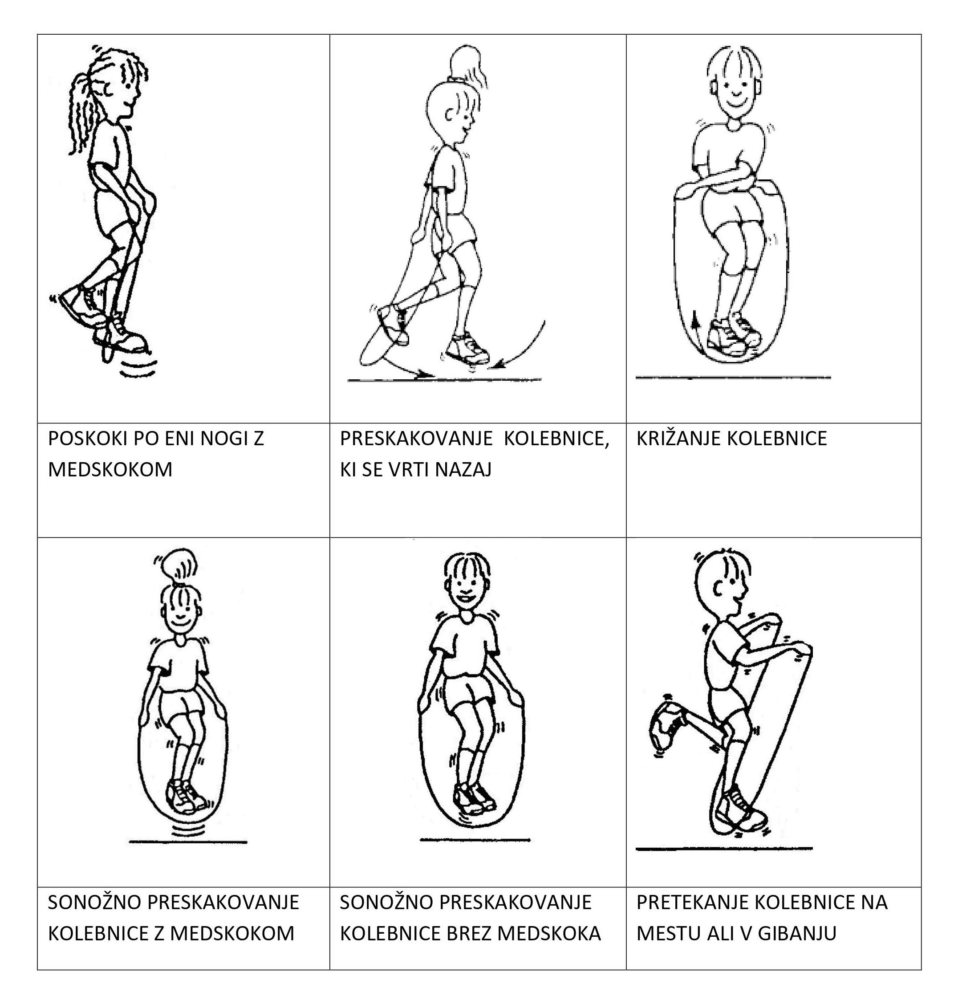 POSKOKI PO ENI NOGI Z
MEDSKOKOM
PRESKAKOVANJE  KOLEBNICE,
KI SE VRTI NAZAJ
KRIŽANJE KOLEBNICE
SONOŽNO PRESKAKOVANJE
KOLEBNICE Z MEDSKOKOM
SONOŽNO PRESKAKOVANJE
KOLEBNICE BREZ MEDSKOKA
PRETEKANJE KOLEBNICE NA
MESTU ALI V GIBANJU